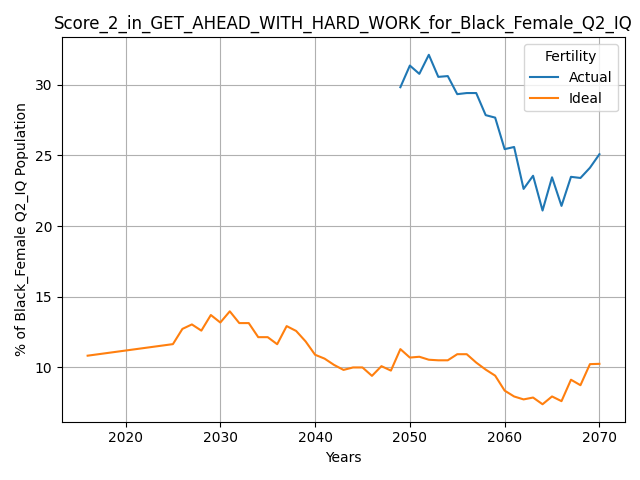 Score_2_in_GET_AHEAD_WITH_HARD_WORK_for_Black_Female_Q2_IQ
Fertility
Actual
Ideal
% of Black_Female Q2_IQ Population
30
25
20
15
10
2020 2030 2040 2050 2060 2070
Years